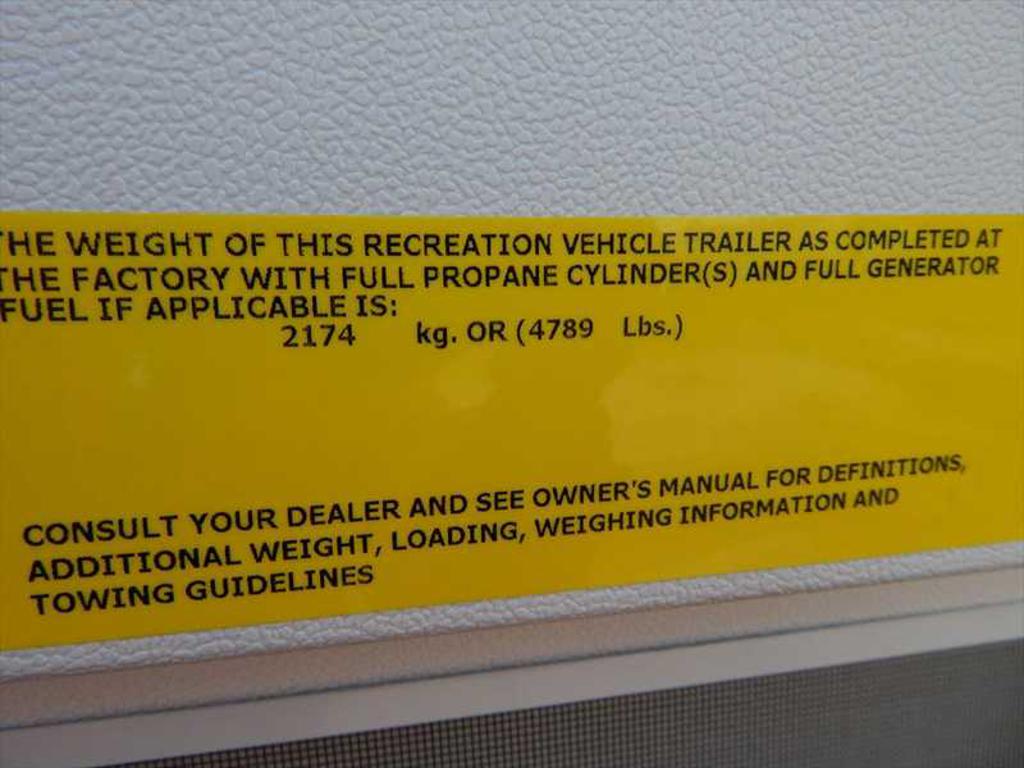 THE WEIGHT OF THIS RECREATION VEHICLE TRAILER AS COMPLETED AT
THE FACTORY WITH FULL PROPANE CYLINDER(S) AND FULL GENERATOR
FUEL IF APPLICABLE IS:
2174 kg. OR (4789 Lbs.)
CONSULT YOUR DEALER AND SEE OWNER'S MANUAL FOR DEFINITIONS,
ADDITIONAL WEIGHT, LOADING, WEIGHING INFORMATION AND
TOWING GUIDELINES